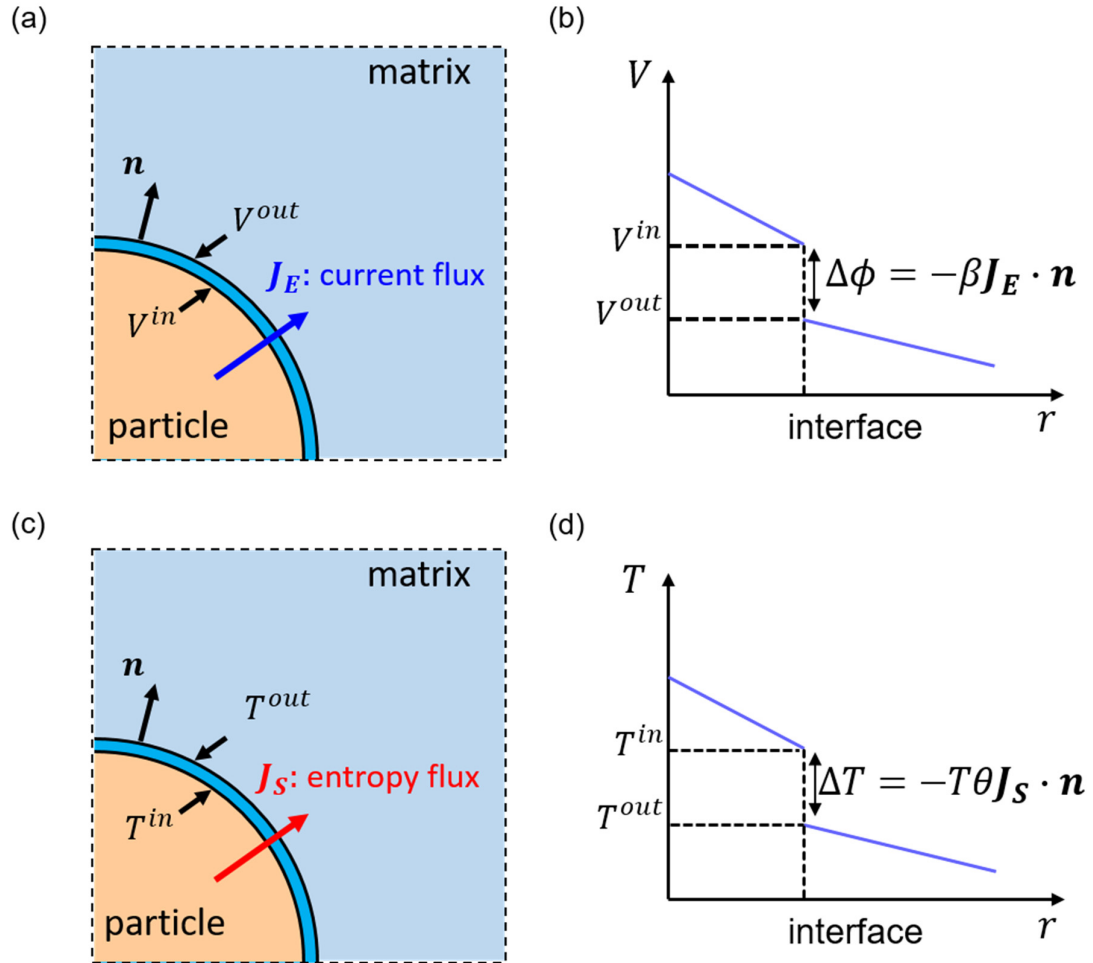 (a)
matrix
n
V^{out}
J_E: current flux
V^{in}
particle
(b)
V
V^{in}
Δϕ = −βJ_E · n
V^{out}
interface
r
(c)
matrix
n
T^{out}
J_S: entropy flux
T^{in}
particle
(d)
T
T^{in}
ΔT = −TθJ_S · n
T^{out}
interface
r